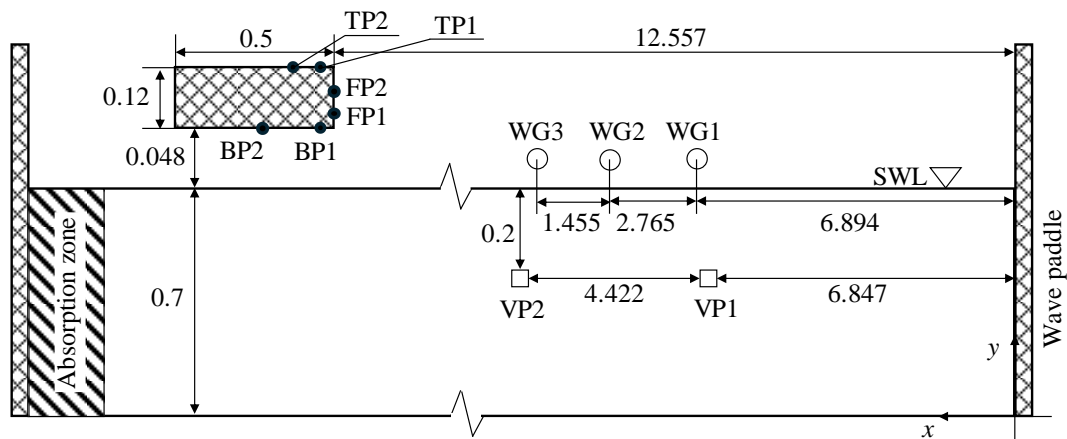 TP2
TP1
0.5
12.557
0.12
FP2
FP1
BP2
BP1
0.048
WG3
WG2
WG1
SWL
1.455
2.765
6.894
0.2
0.7
4.422
6.847
VP2
VP1
Absorption zone
Wave paddle
y
x